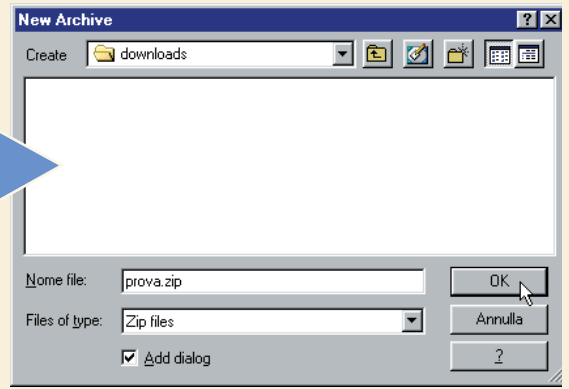 New Archive
Create downloads
Nome file: prova.zip OK
Files of type: Zip files Annulla
Add dialog ?